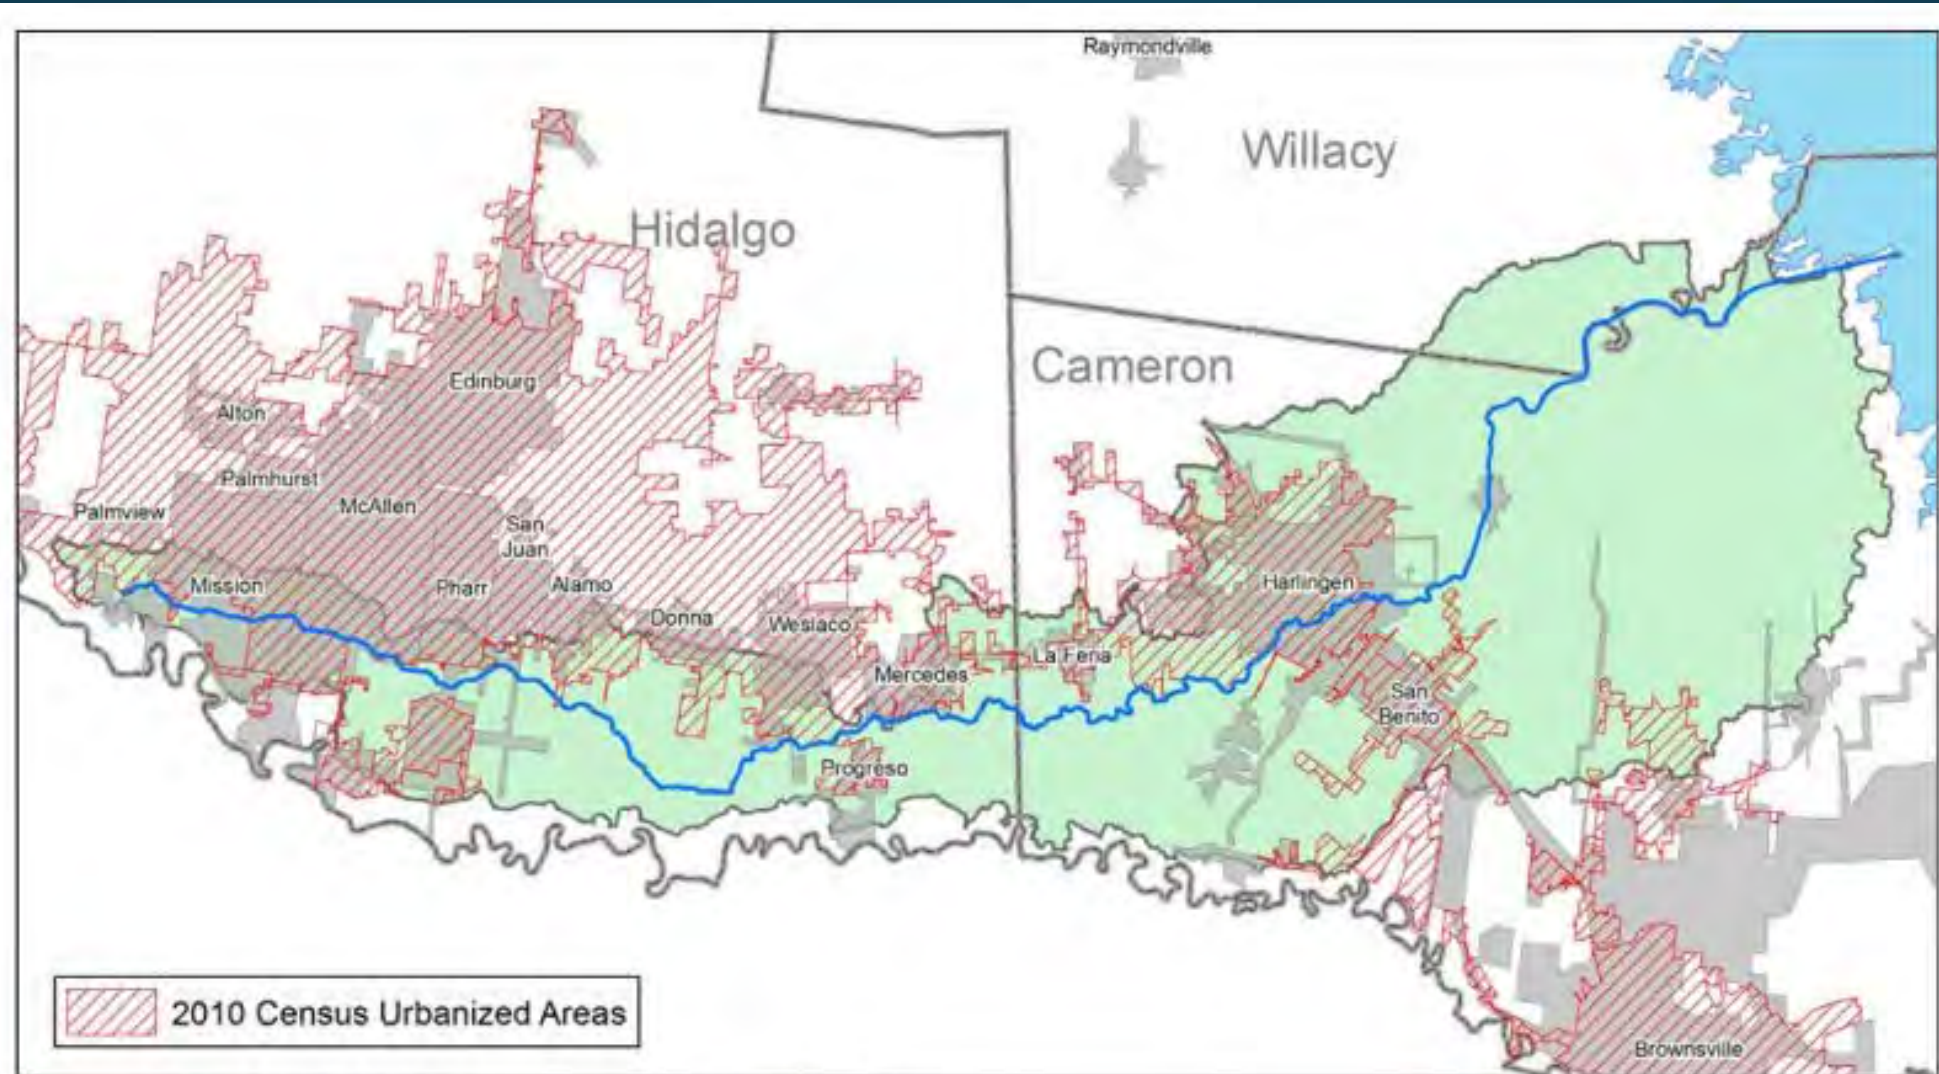 Raymondville
Willacy
Hidalgo
Cameron
Edinburg
Alton
Palmhurst
McAllen
Palmview
San
Juan
Mission
Pharr
Alamo
Donna
Weslaco
Mercedes
La Feria
Harlingen
San
Benito
Progreso
2010 Census Urbanized Areas
Brownsville